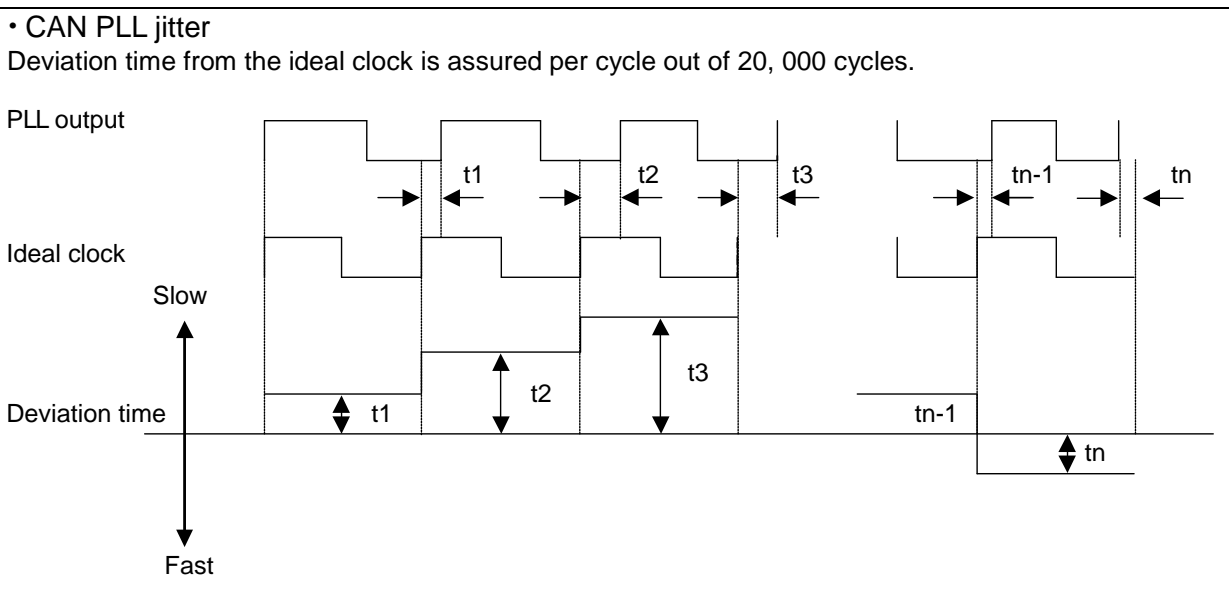 ・CAN PLL jitter
Deviation time from the ideal clock is assured per cycle out of 20, 000 cycles.
PLL output
t1
t2
t3
tn-1
tn
Ideal clock
Slow
Deviation time
t1
t2
t3
tn-1
tn
Fast